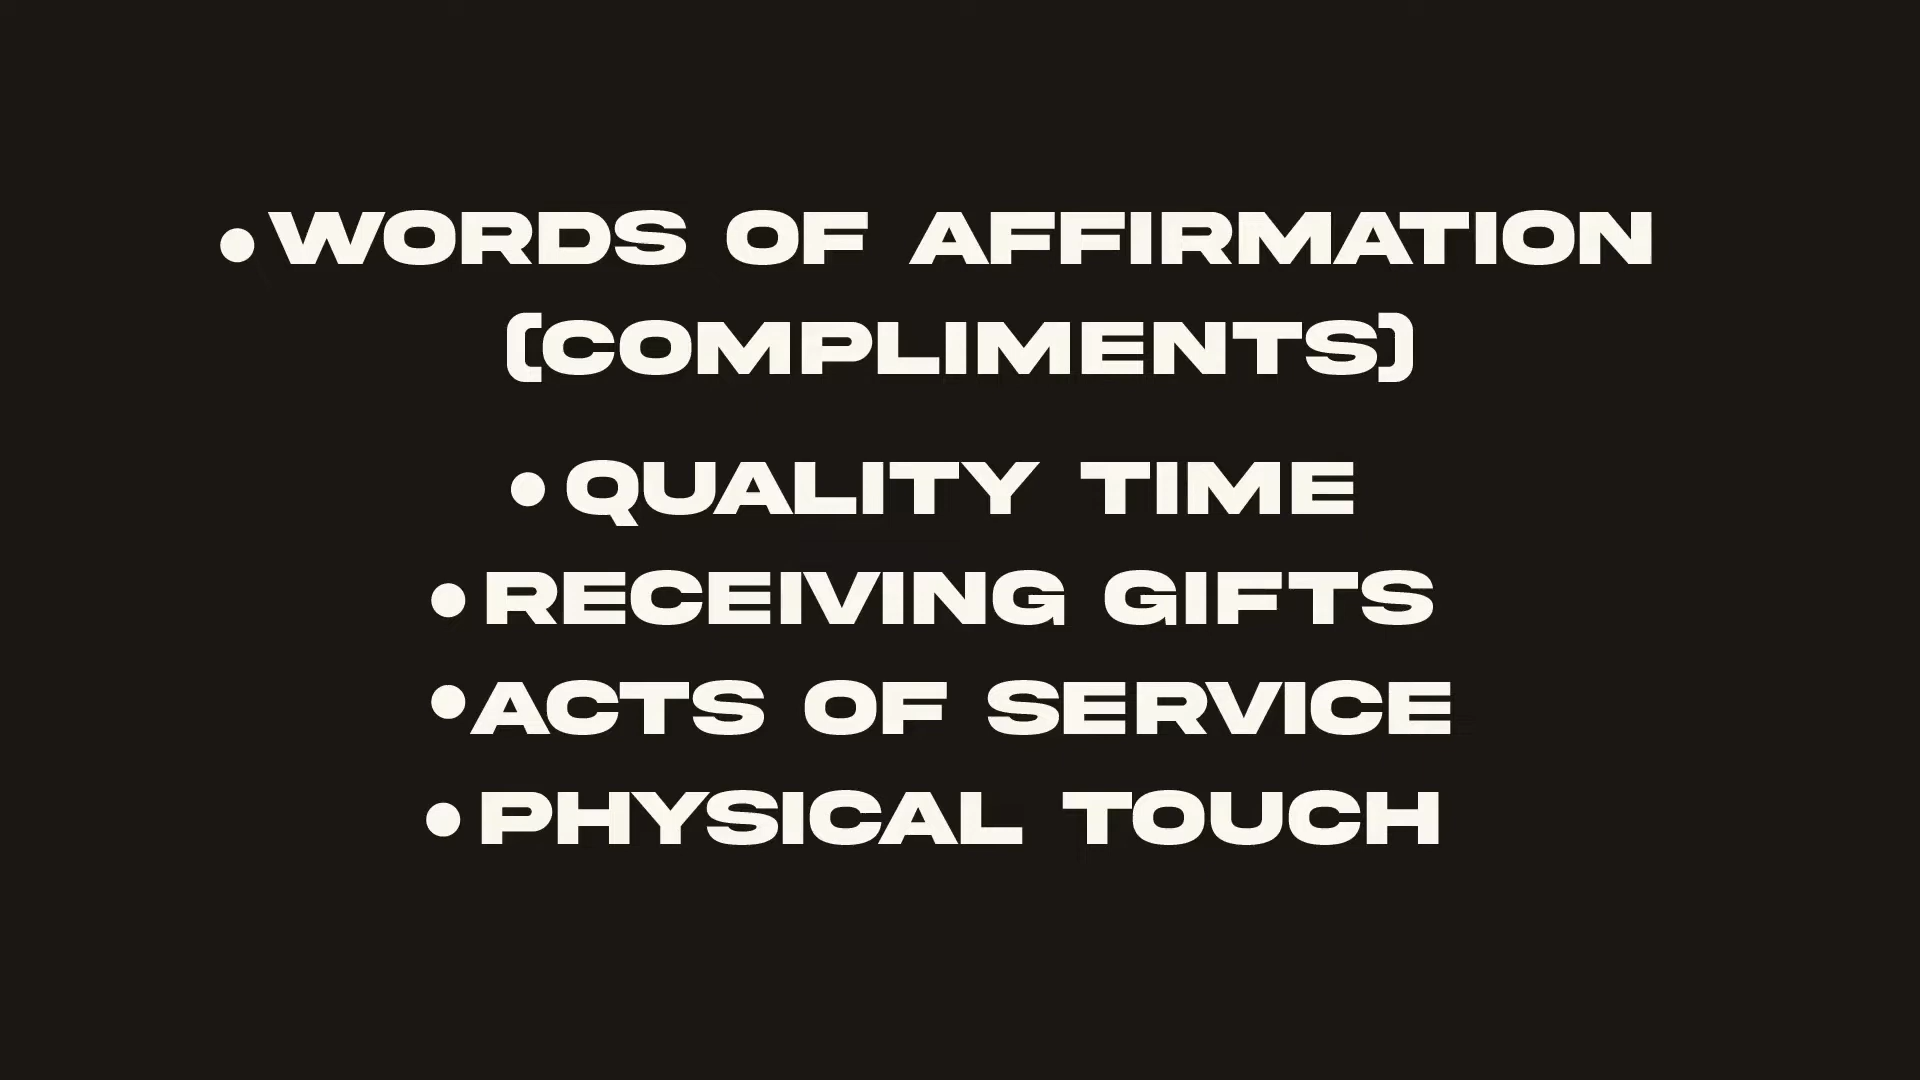 •WORDS OF AFFIRMATION
(COMPLIMENTS)
• QUALITY TIME
• RECEIVING GIFTS
•ACTS OF SERVICE
• PHYSICAL TOUCH